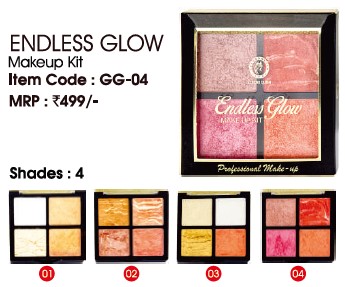 ENDLESS GLOW
Makeup Kit
Item Code : GG-04
MRP : ₹499/-
Endless Glow
MAKE UP KIT
Professional Make-up
Shades : 4
01
02
03
04